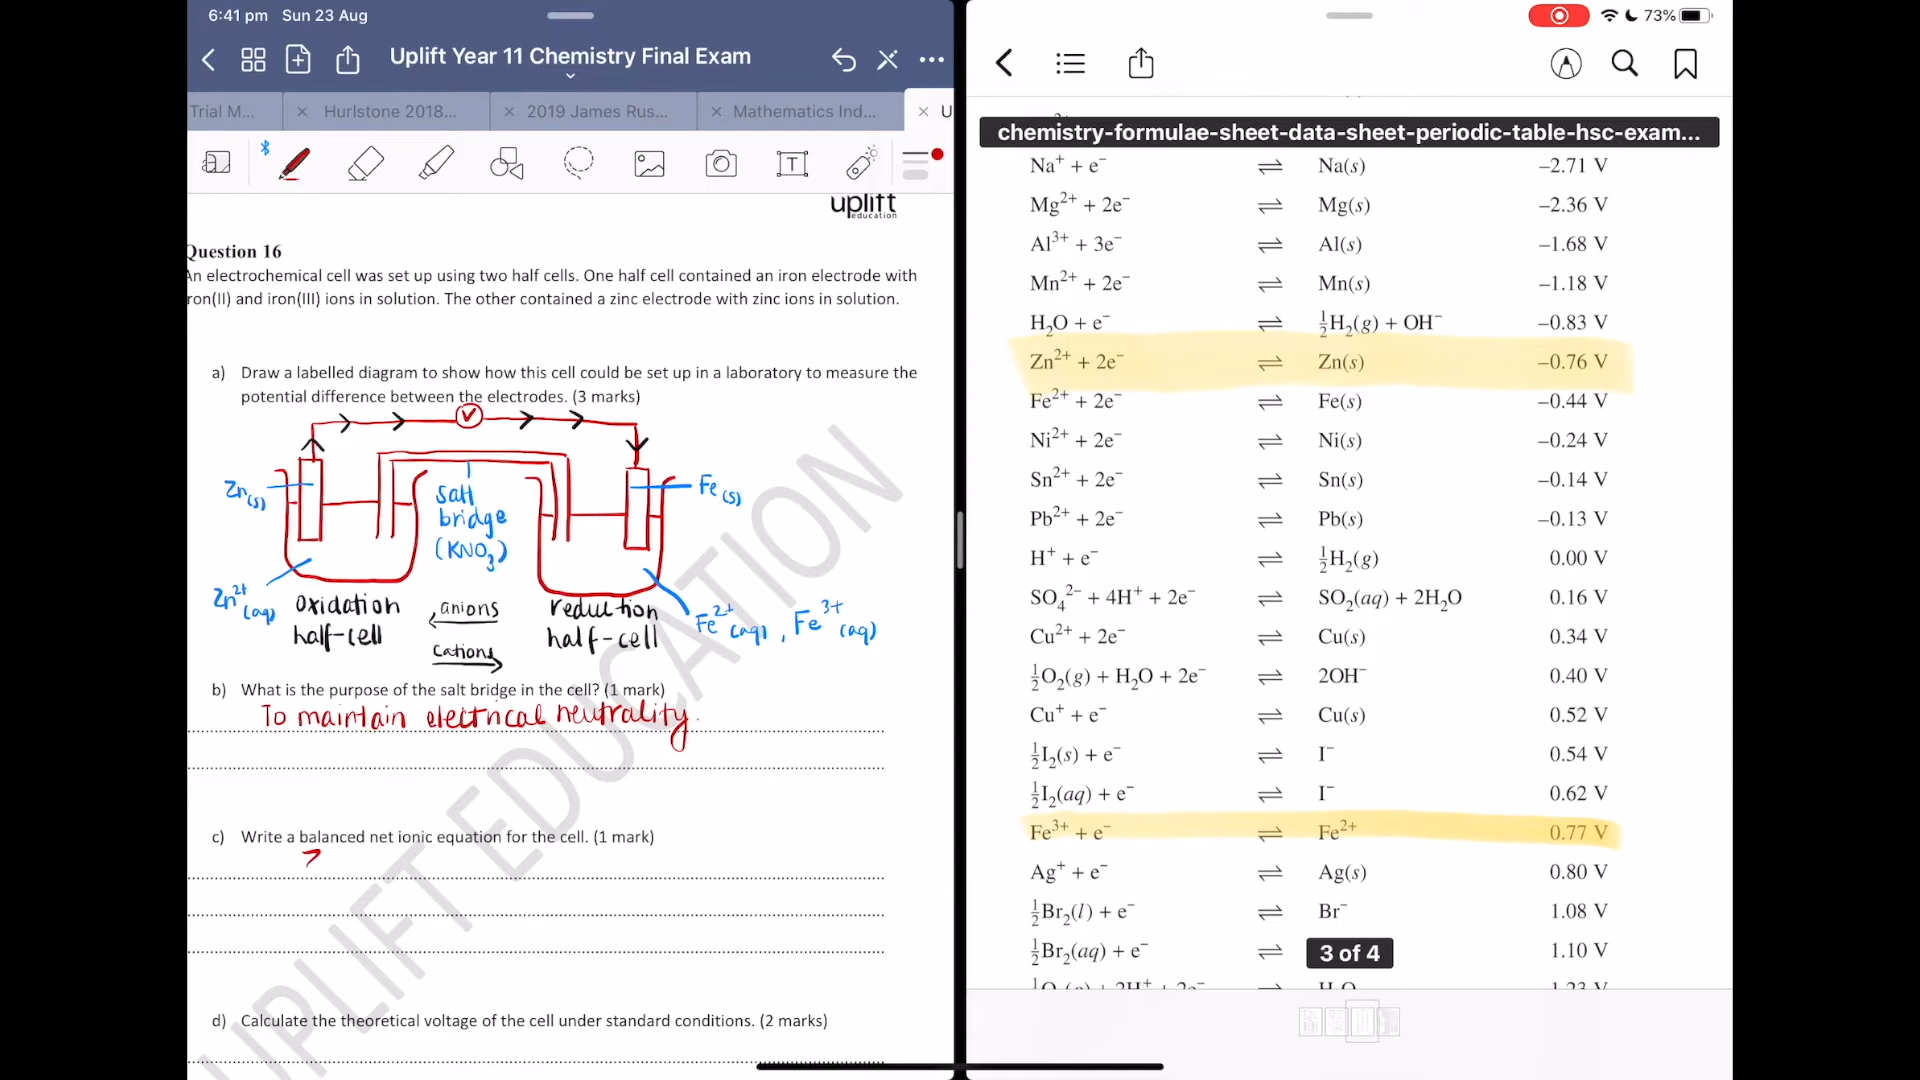 6:41 pm Sun 23 Aug
Uplift Year 11 Chemistry Final Exam
Trial M... × Hurlstone 2018... × 2019 James Rus... × Mathematics Ind... × U
uplift
education
Question 16
An electrochemical cell was set up using two half cells. One half cell contained an iron electrode with
ron(II) and iron(III) ions in solution. The other contained a zinc electrode with zinc ions in solution.
a) Draw a labelled diagram to show how this cell could be set up in a laboratory to measure the
potential difference between the electrodes. (3 marks)
V
Zn(s)
Salt
bridge
(KNO₃)
Fe(s)
Zn²⁺(aq)
oxidation
half-cell
anions
cations
reduction
half-cell
Fe²⁺(aq), Fe³⁺(aq)
b) What is the purpose of the salt bridge in the cell? (1 mark)
To maintain electrical neutrality.
c) Write a balanced net ionic equation for the cell. (1 mark)
d) Calculate the theoretical voltage of the cell under standard conditions. (2 marks)
UPLIFT EDUCATION
73%
chemistry-formulae-sheet-data-sheet-periodic-table-hsc-exam...
Na⁺ + e⁻ ⇌ Na(s) –2.71 V
Mg²⁺ + 2e⁻ ⇌ Mg(s) –2.36 V
Al³⁺ + 3e⁻ ⇌ Al(s) –1.68 V
Mn²⁺ + 2e⁻ ⇌ Mn(s) –1.18 V
H₂O + e⁻ ⇌ ½H₂(g) + OH⁻ –0.83 V
Zn²⁺ + 2e⁻ ⇌ Zn(s) –0.76 V
Fe²⁺ + 2e⁻ ⇌ Fe(s) –0.44 V
Ni²⁺ + 2e⁻ ⇌ Ni(s) –0.24 V
Sn²⁺ + 2e⁻ ⇌ Sn(s) –0.14 V
Pb²⁺ + 2e⁻ ⇌ Pb(s) –0.13 V
H⁺ + e⁻ ⇌ ½H₂(g) 0.00 V
SO₄²⁻ + 4H⁺ + 2e⁻ ⇌ SO₂(aq) + 2H₂O 0.16 V
Cu²⁺ + 2e⁻ ⇌ Cu(s) 0.34 V
½O₂(g) + H₂O + 2e⁻ ⇌ 2OH⁻ 0.40 V
Cu⁺ + e⁻ ⇌ Cu(s) 0.52 V
½I₂(s) + e⁻ ⇌ I⁻ 0.54 V
½I₂(aq) + e⁻ ⇌ I⁻ 0.62 V
Fe³⁺ + e⁻ ⇌ Fe²⁺ 0.77 V
Ag⁺ + e⁻ ⇌ Ag(s) 0.80 V
½Br₂(l) + e⁻ ⇌ Br⁻ 1.08 V
½Br₂(aq) + e⁻ ⇌ 1.10 V
3 of 4